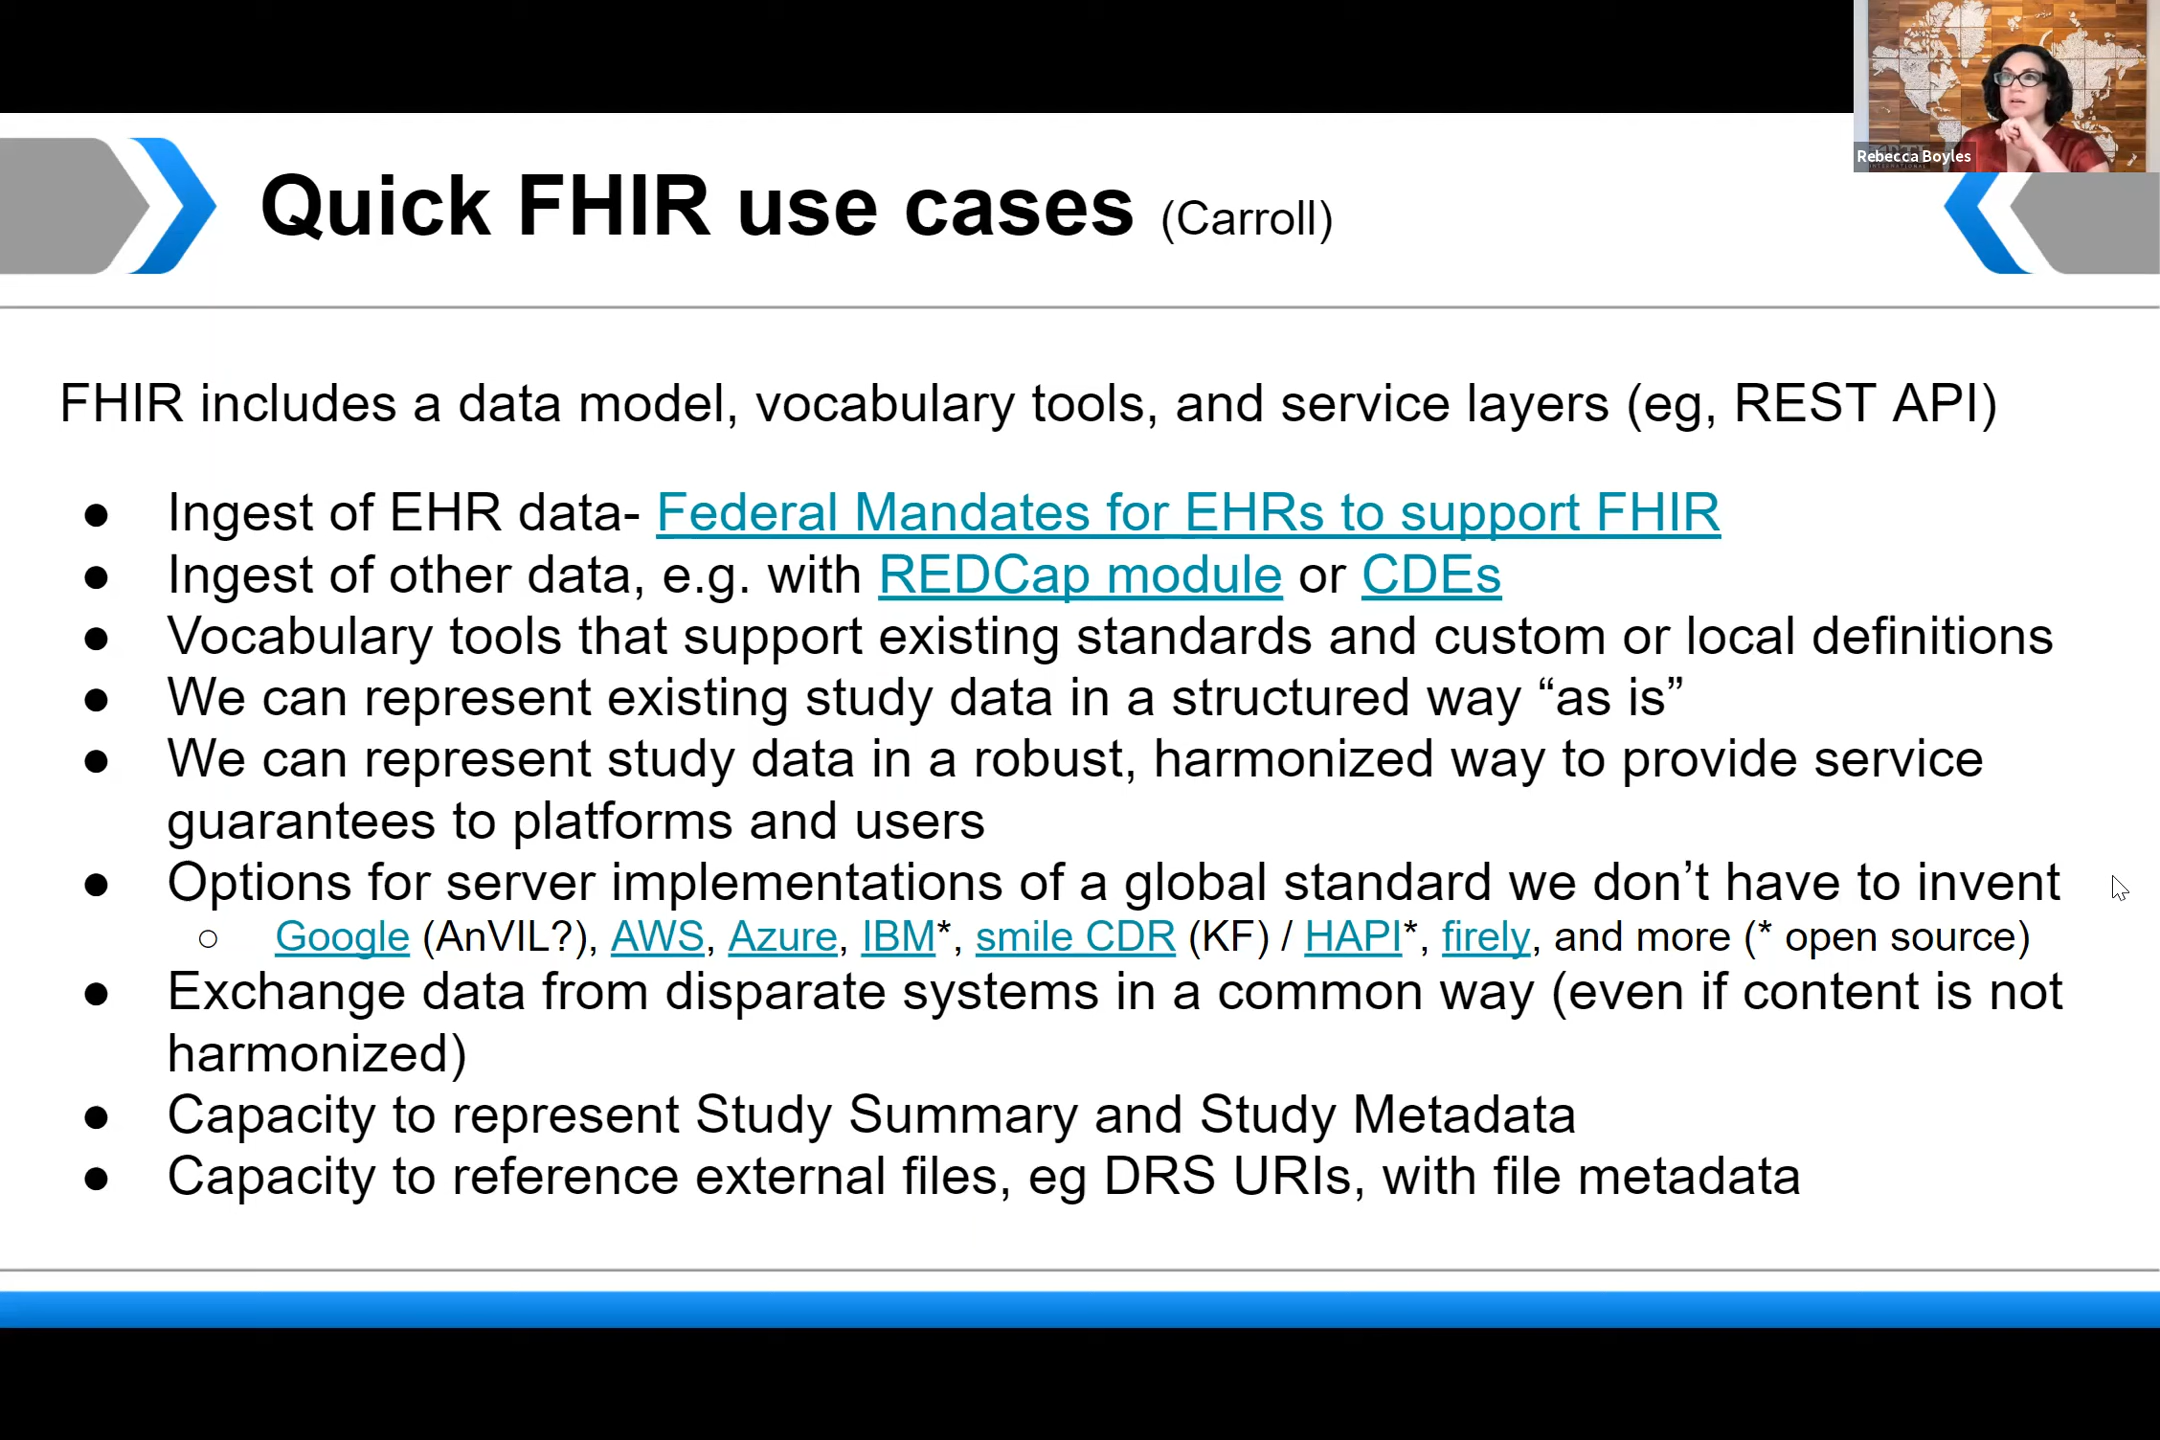 Rebecca Boyles
Quick FHIR use cases (Carroll)
FHIR includes a data model, vocabulary tools, and service layers (eg, REST API)
● Ingest of EHR data- Federal Mandates for EHRs to support FHIR
● Ingest of other data, e.g. with REDCap module or CDEs
● Vocabulary tools that support existing standards and custom or local definitions
● We can represent existing study data in a structured way “as is”
● We can represent study data in a robust, harmonized way to provide service
guarantees to platforms and users
● Options for server implementations of a global standard we don’t have to invent
○ Google (AnVIL?), AWS, Azure, IBM*, smile CDR (KF) / HAPI*, firely, and more (* open source)
● Exchange data from disparate systems in a common way (even if content is not
harmonized)
● Capacity to represent Study Summary and Study Metadata
● Capacity to reference external files, eg DRS URIs, with file metadata